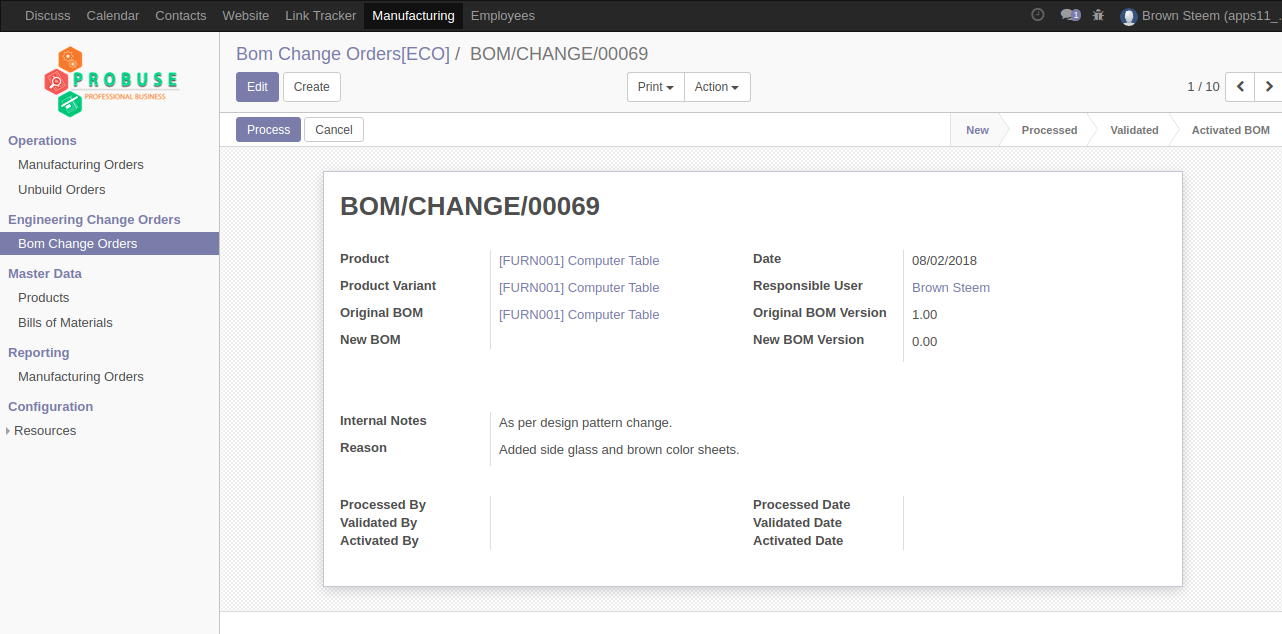 Discuss Calendar Contacts Website Link Tracker Manufacturing Employees 1 Brown Steem (apps11_
PROBUSE
PROFESSIONAL BUSINESS
Operations
Manufacturing Orders
Unbuild Orders
Engineering Change Orders
Bom Change Orders
Master Data
Products
Bills of Materials
Reporting
Manufacturing Orders
Configuration
Resources
Bom Change Orders[ECO] / BOM/CHANGE/00069
Edit Create Print Action 1 / 10
Process Cancel New Processed Validated Activated BOM
BOM/CHANGE/00069
Product [FURN001] Computer Table Date 08/02/2018
Product Variant [FURN001] Computer Table Responsible User Brown Steem
Original BOM [FURN001] Computer Table Original BOM Version 1.00
New BOM New BOM Version 0.00
Internal Notes As per design pattern change.
Reason Added side glass and brown color sheets.
Processed By Processed Date
Validated By Validated Date
Activated By Activated Date